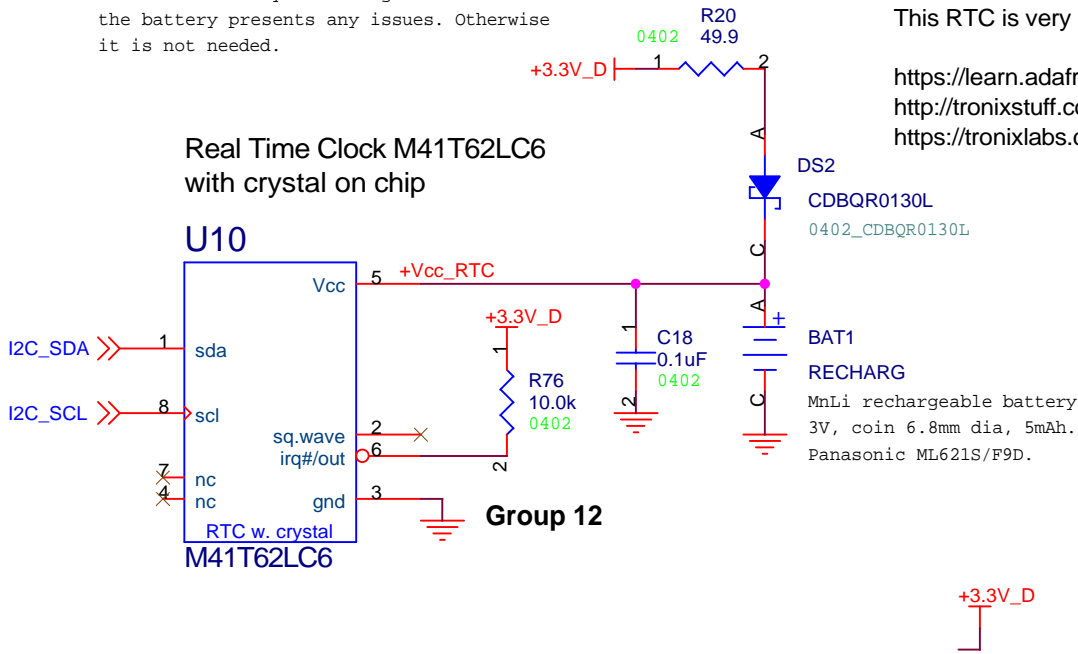 the battery presents any issues. Otherwise
it is not needed.
R20
0402 49.9
+3.3V_D 1 2
This RTC is very
https://learn.adafr
http://tronixstuff.co
https://tronixlabs.c
Real Time Clock M41T62LC6
with crystal on chip
A
DS2
CDBQR0130L
0402_CDBQR0130L
C
U10
Vcc 5 +Vcc_RTC
I2C_SDA 1 sda
I2C_SCL 8 scl
sq.wave 2
irq#/out 6
7 nc
4 nc
gnd 3
RTC w. crystal
M41T62LC6
+3.3V_D
1
R76
10.0k
0402
2
1
C18
0.1uF
0402
2
A
+
BAT1
RECHARG
C
MnLi rechargeable battery
3V, coin 6.8mm dia, 5mAh.
Panasonic ML621S/F9D.
Group 12
+3.3V_D